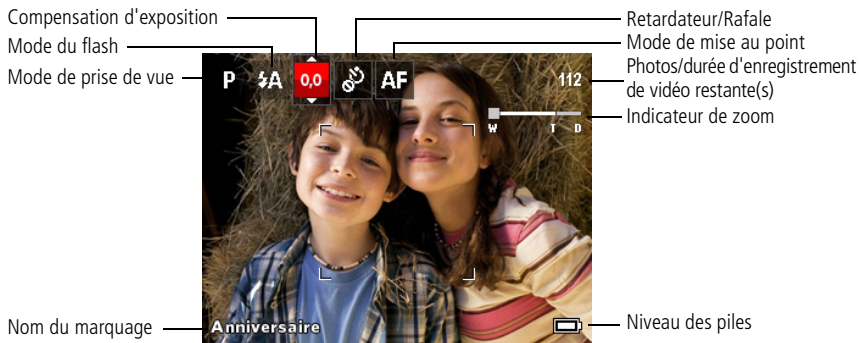 Compensation d'exposition
Mode du flash
Mode de prise de vue
Retardateur/Rafale
Mode de mise au point
Photos/durée d'enregistrement
de vidéo restante(s)
Indicateur de zoom
P
A
0,0
AF
112
W T D
Anniversaire
Nom du marquage
Niveau des piles